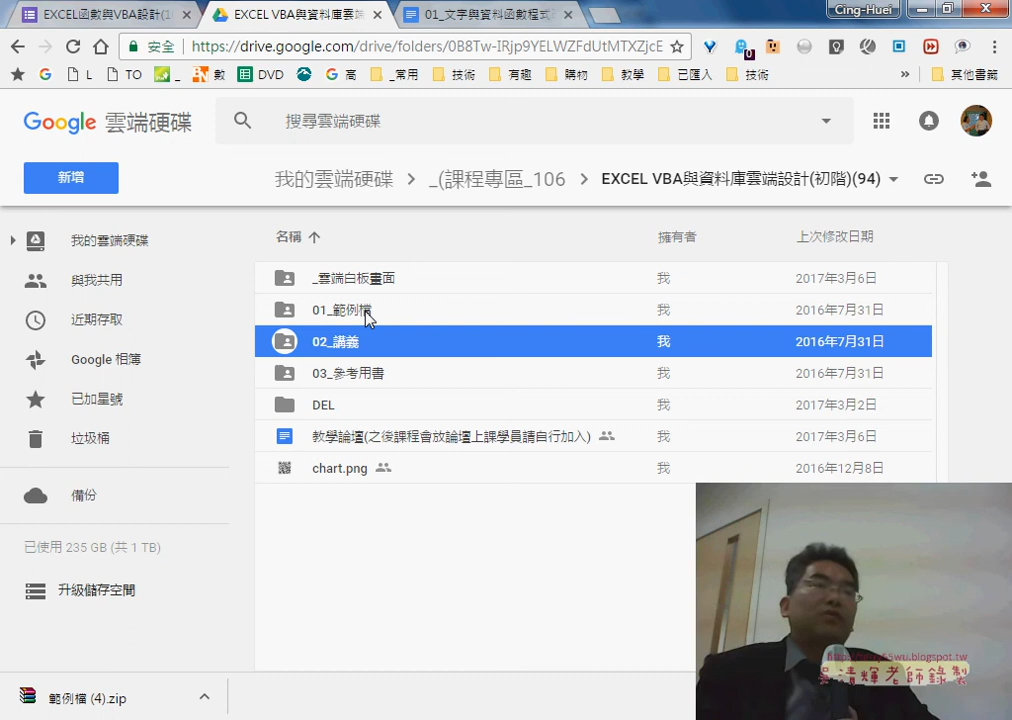 EXCEL函數與VBA設計(1
EXCEL VBA與資料庫雲端
01_文字與資料函數程式
Cing-Huei
安全 https://drive.google.com/drive/folders/0B8Tw-IRjp9YELWZFdUtMTXZjcE
L TO _ 數 DVD 高 _常用 技術 有趣 購物 教學 已匯入 技術 » 其他書籤
Google 雲端硬碟
搜尋雲端硬碟
新增
我的雲端硬碟 > _(課程專區_106 > EXCEL VBA與資料庫雲端設計(初階)(94)
我的雲端硬碟
與我共用
近期存取
Google 相簿
已加星號
垃圾桶
備份
已使用 235 GB (共 1 TB)
升級儲存空間
名稱 擁有者 上次修改日期
_雲端白板畫面 我 2017年3月6日
01_範例檔 我 2016年7月31日
02_講義 我 2016年7月31日
03_參考用書 我 2016年7月31日
DEL 我 2017年3月2日
教學論壇(之後課程會放論壇上課學員請自行加入) 我 2017年3月6日
chart.png 我 2016年12月8日
吳清輝老師錄製
範例檔 (4).zip